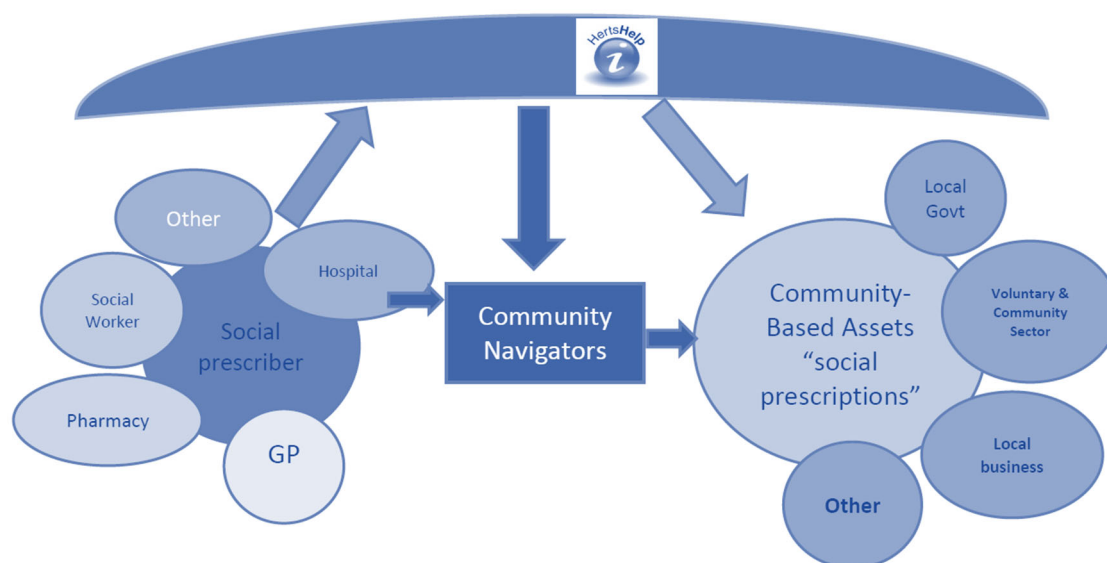 HertsHelp
i
Other
Hospital
Social
Worker
Social
prescriber
Pharmacy
GP
Community
Navigators
Community-
Based Assets
“social
prescriptions”
Local
Govt
Voluntary &
Community
Sector
Local
business
Other